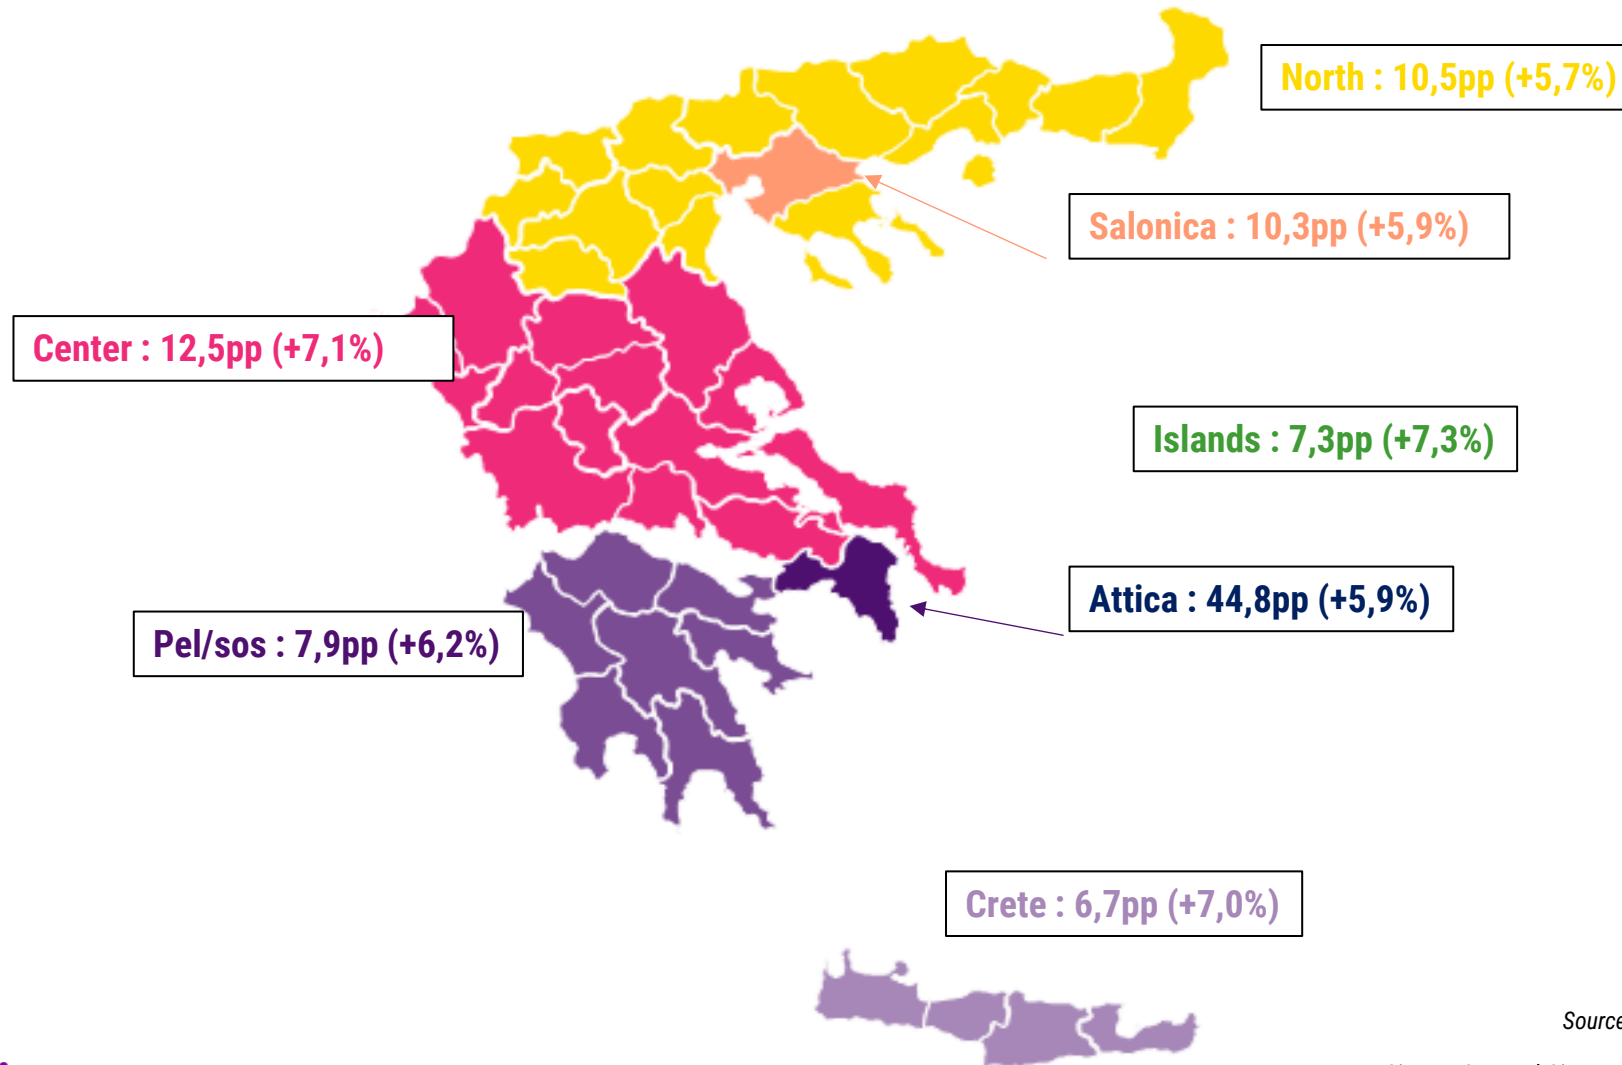 North : 10,5pp (+5,7%)
Salonica : 10,3pp (+5,9%)
Center : 12,5pp (+7,1%)
Islands : 7,3pp (+7,3%)
Attica : 44,8pp (+5,9%)
Pel/sos : 7,9pp (+6,2%)
Crete : 6,7pp (+7,0%)
Source